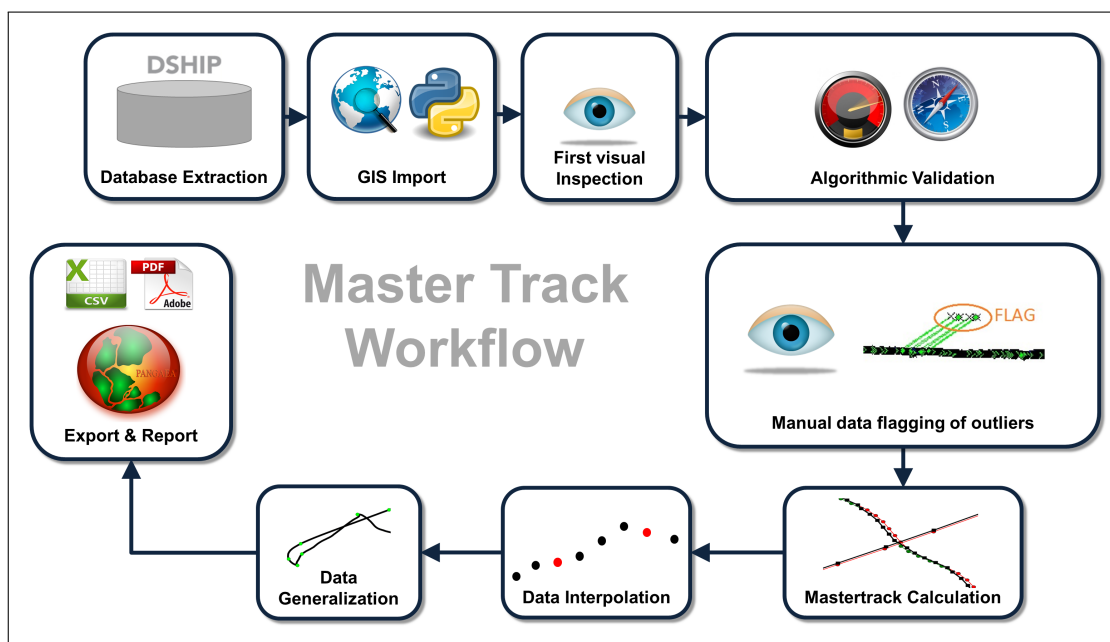 DSHIP
Database Extraction
GIS Import
First visual
Inspection
N
S
Algorithmic Validation
Master Track
Workflow
FLAG
Manual data flagging of outliers
Mastertrack Calculation
Data Interpolation
Data
Generalization
X
CSV
PDF
Adobe
PANGAEA
Export & Report